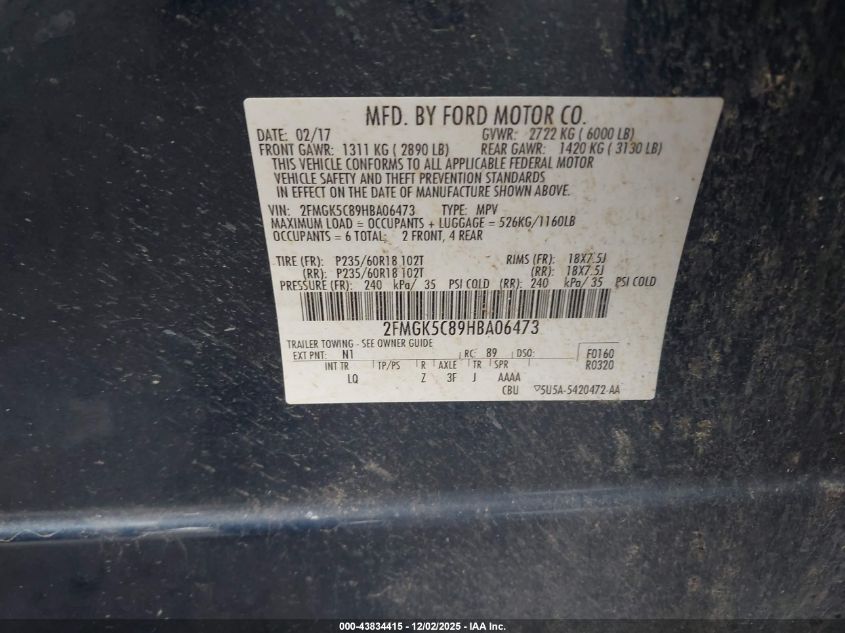 MFD. BY FORD MOTOR CO.
DATE: 02/17 GVWR: 2722 KG ( 6000 LB)
FRONT GAWR: 1311 KG ( 2890 LB) REAR GAWR: 1420 KG ( 3130 LB)
THIS VEHICLE CONFORMS TO ALL APPLICABLE FEDERAL MOTOR
VEHICLE SAFETY AND THEFT PREVENTION STANDARDS
IN EFFECT ON THE DATE OF MANUFACTURE SHOWN ABOVE.
VIN: 2FMGK5C89HBA06473 TYPE: MPV
MAXIMUM LOAD = OCCUPANTS + LUGGAGE = 526KG/1160LB
OCCUPANTS = 6 TOTAL: 2 FRONT, 4 REAR
TIRE (FR): P235/60R18 102T RIMS (FR): 18X7.5J
(RR): P235/60R18 102T (RR): 18X7.5J
PRESSURE (FR): 240 kPa/ 35 PSI COLD (RR): 240 kPa/ 35 PSI COLD
2FMGK5C89HBA06473
TRAILER TOWING - SEE OWNER GUIDE
EXT PNT: N1 RC: 89 DSO: F0160
INT TR TP/PS R AXLE TR SPR R0320
LQ Z 3F J AAAA
CBU 5U5A-5420472-AA
000-43834415 - 12/02/2025 - IAA Inc.